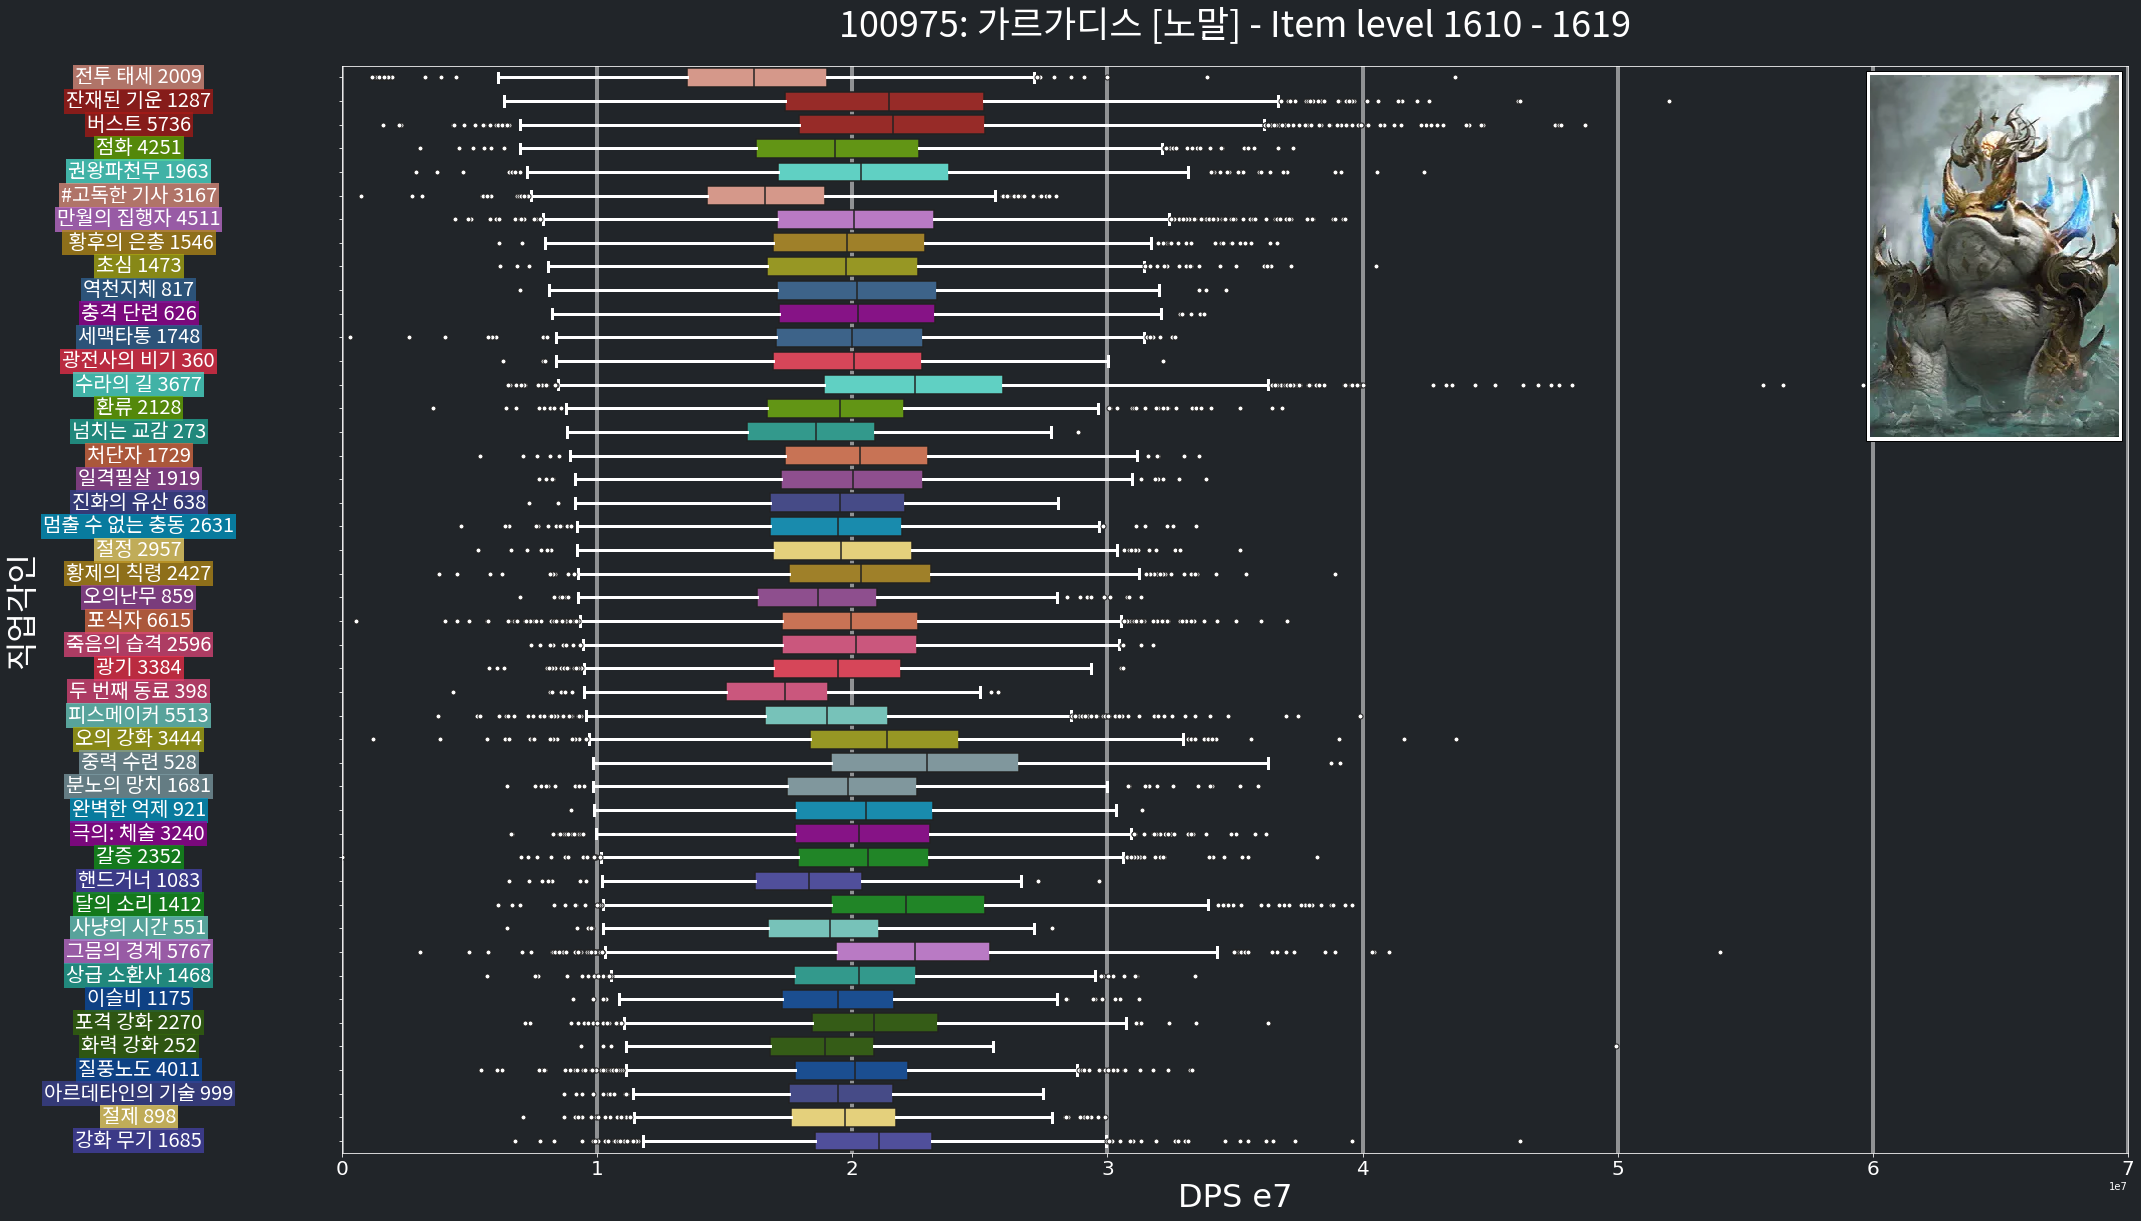 100975: 가르가디스 [노말] - Item level 1610 - 1619
전투 태세 2009
잔재된 기운 1287
버스트 5736
점화 4251
권왕파천무 1963
#고독한 기사 3167
만월의 집행자 4511
황후의 은총 1546
초심 1473
역천지체 817
충격 단련 626
세맥타통 1748
광전사의 비기 360
수라의 길 3677
환류 2128
넘치는 교감 273
처단자 1729
일격필살 1919
진화의 유산 638
멈출 수 없는 충동 2631
절정 2957
황제의 칙령 2427
오의난무 859
포식자 6615
죽음의 습격 2596
광기 3384
두 번째 동료 398
피스메이커 5513
오의 강화 3444
중력 수련 528
분노의 망치 1681
완벽한 억제 921
극의: 체술 3240
갈증 2352
핸드거너 1083
달의 소리 1412
사냥의 시간 551
그믐의 경계 5767
상급 소환사 1468
이슬비 1175
포격 강화 2270
화력 강화 252
질풍노도 4011
아르데타인의 기술 999
절제 898
강화 무기 1685
직업각인
0 1 2 3 4 5 6 7
DPS e7
1e7